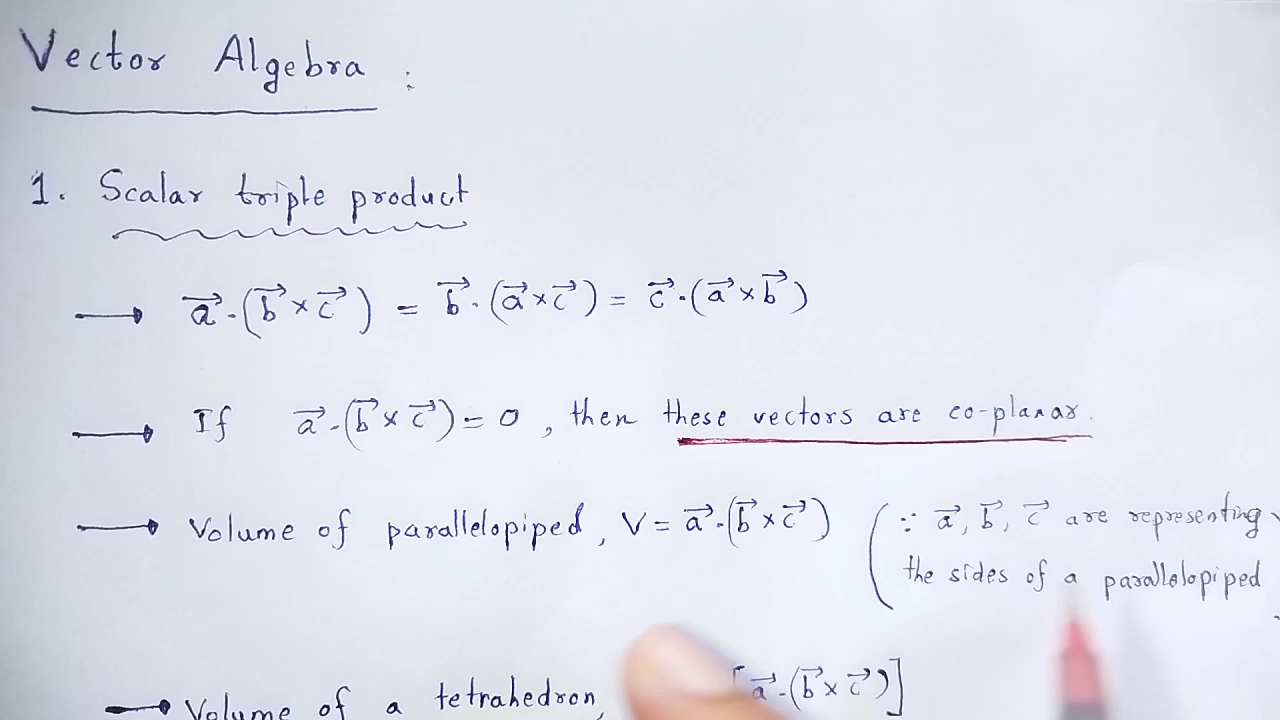 Vector Algebra :
1. Scalar triple product
→ a⃗·(b⃗×c⃗) = b⃗·(a⃗×c⃗) = c⃗·(a⃗×b⃗)
→ If a⃗·(b⃗×c⃗) = 0, then these vectors are co-planar.
→ Volume of parallelopiped, V = a⃗·(b⃗×c⃗) (∵ a⃗, b⃗, c⃗ are representing
the sides of a parallelopiped
→ Volume of a tetrahedron, [a⃗·(b⃗×c⃗)]